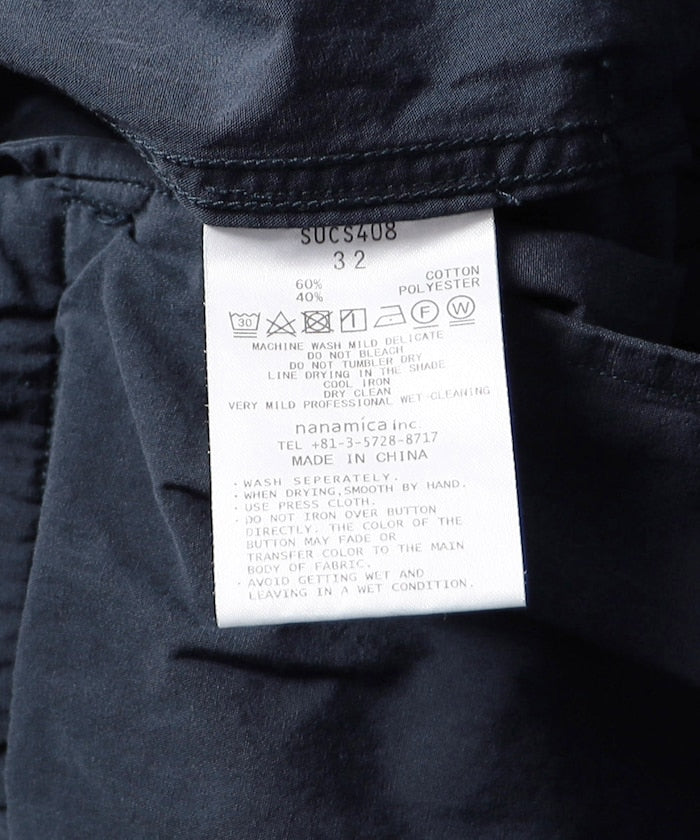 SUCS408
32
60% COTTON
40% POLYESTER
30 F W
MACHINE WASH MILD DELICATE
DO NOT BLEACH
DO NOT TUMBLER DRY
LINE DRYING IN THE SHADE
COOL IRON
DRY CLEAN
VERY MILD PROFESSIONAL WET-CLEANING
nanamica inc.
TEL +81-3-5728-8717
MADE IN CHINA
・WASH SEPERATELY.
・WHEN DRYING,SMOOTH BY HAND.
・USE PRESS CLOTH.
・DO NOT IRON OVER BUTTON
DIRECTLY. THE COLOR OF THE
BUTTON MAY FADE OR
TRANSFER COLOR TO THE MAIN
BODY OF FABRIC.
・AVOID GETTING WET AND
LEAVING IN A WET CONDITION.